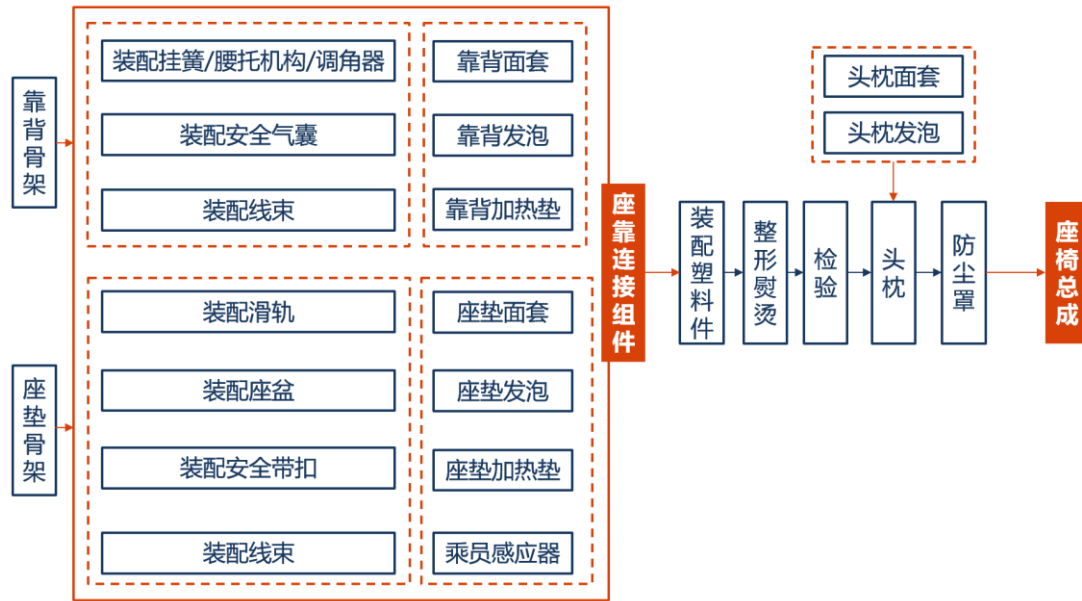 靠背骨架
装配挂簧/腰托机构/调角器
装配安全气囊
装配线束
靠背面套
靠背发泡
靠背加热垫
座垫骨架
装配滑轨
装配座盆
装配安全带扣
装配线束
座垫面套
座垫发泡
座垫加热垫
乘员感应器
座靠连接组件
装配塑料件
整形熨烫
检验
头枕面套
头枕发泡
头枕
防尘罩
座椅总成